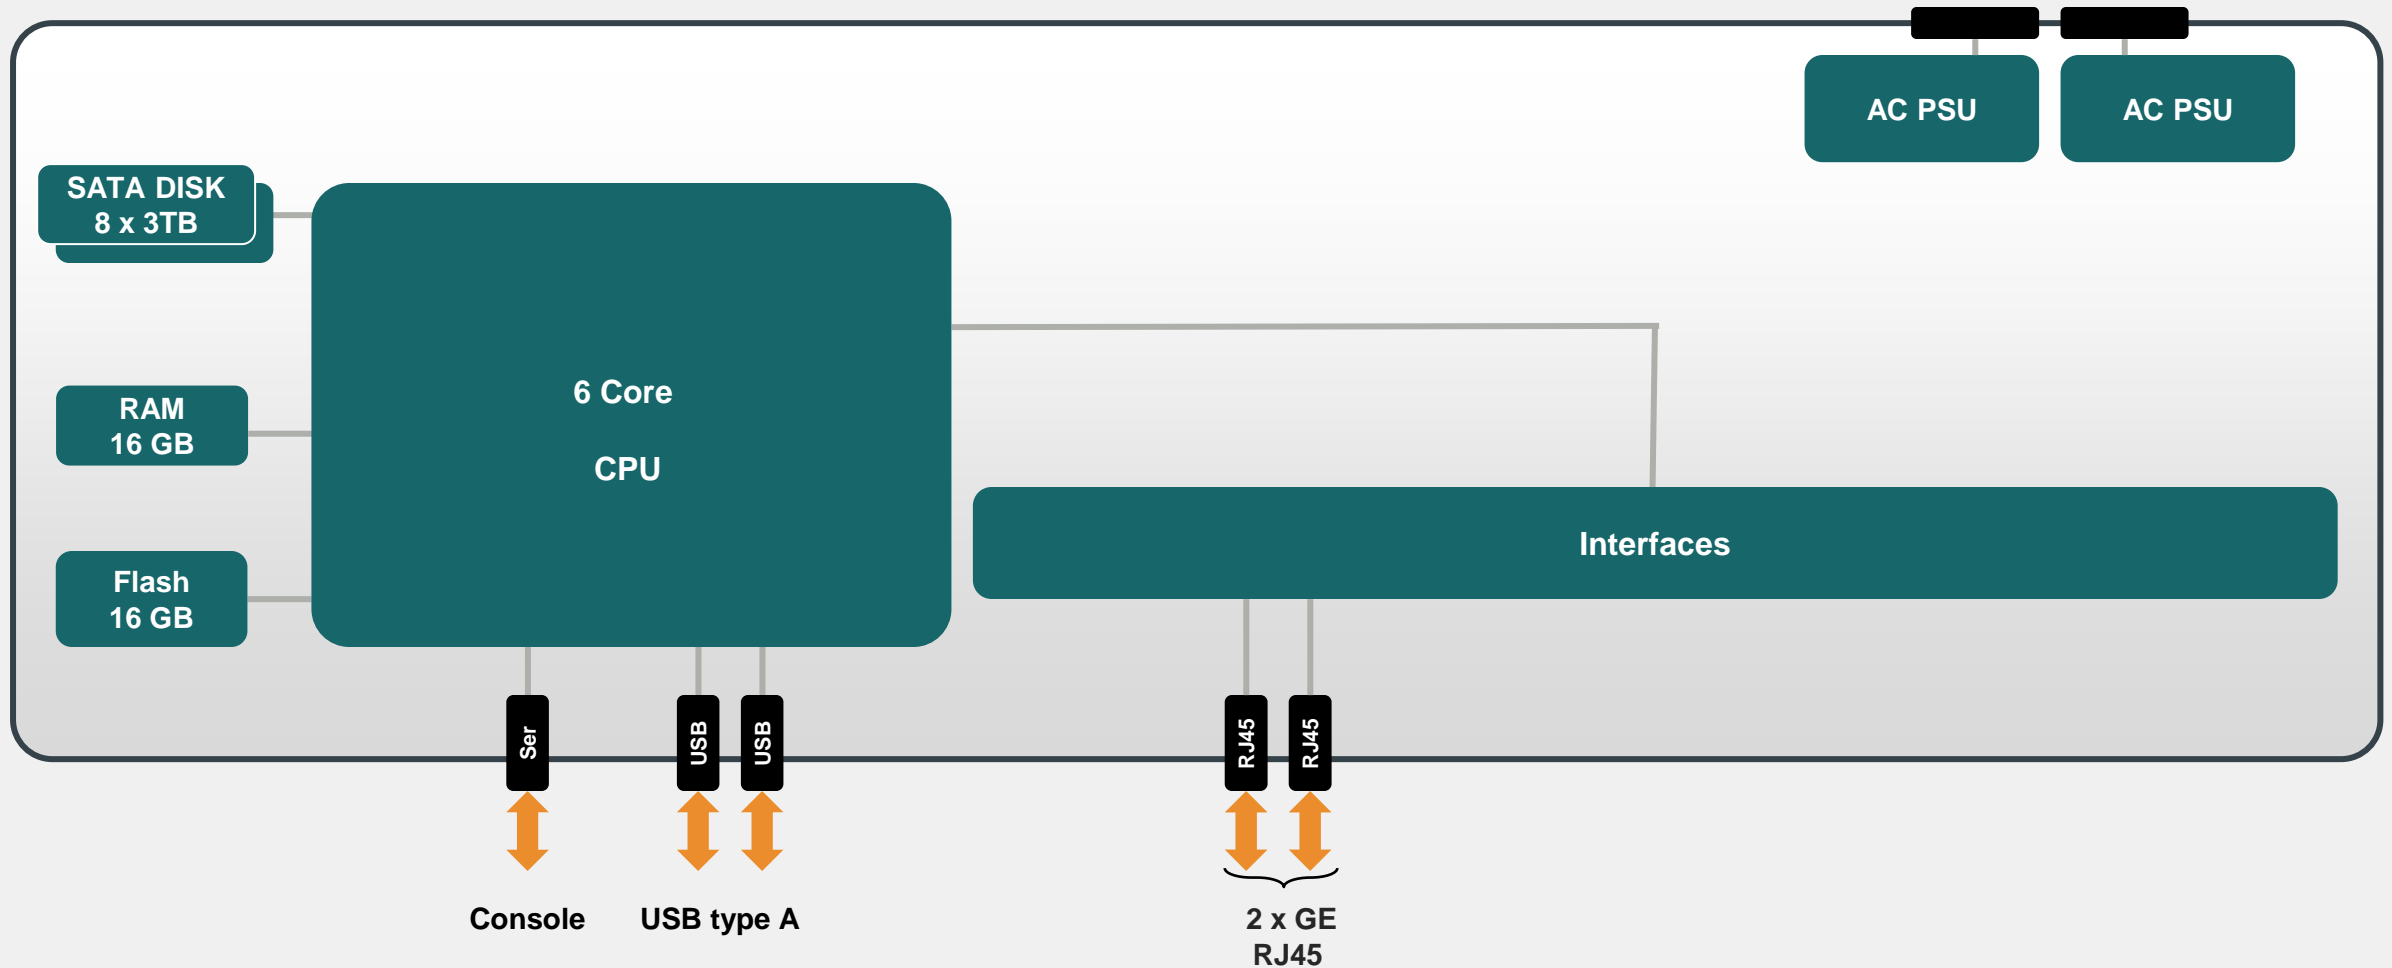 AC PSU
AC PSU
SATA DISK
8 x 3TB
6 Core
CPU
RAM
16 GB
Interfaces
Flash
16 GB
Ser
USB
USB
RJ45
RJ45
Console
USB type A
2 x GE
RJ45